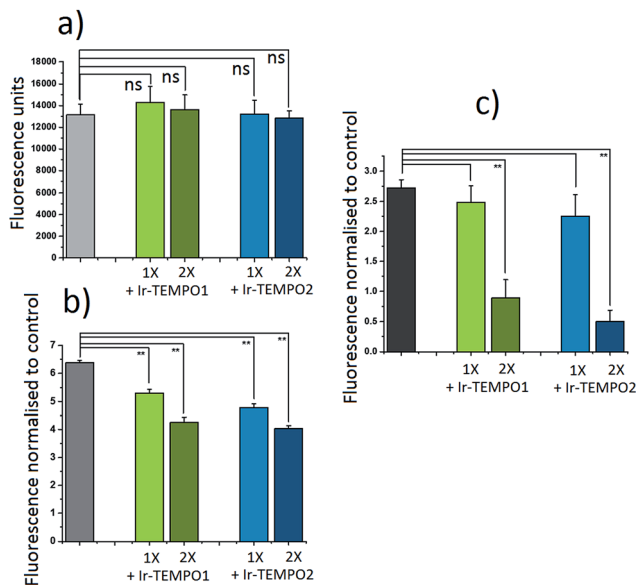 a)
Fluorescence units
18000
16000
14000
12000
10000
8000
6000
4000
2000
0
ns
ns
ns
ns
1X 2X 1X 2X
+ Ir-TEMPO1 + Ir-TEMPO2
b)
Fluorescence normalised to control
7
6
5
4
3
2
1
0
**
**
**
**
1X 2X 1X 2X
+ Ir-TEMPO1 + Ir-TEMPO2
c)
Fluorescence normalised to control
3.0
2.5
2.0
1.5
1.0
0.5
0.0
**
**
1X 2X 1X 2X
+ Ir-TEMPO1 + Ir-TEMPO2